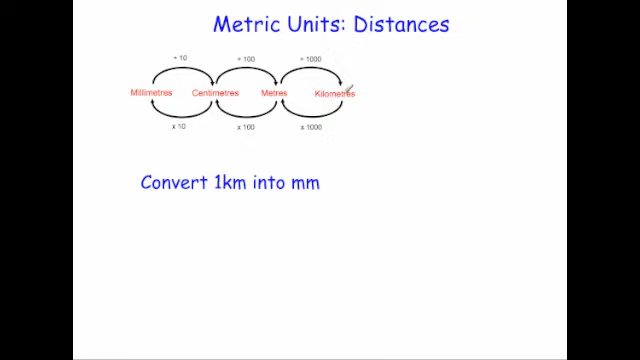 Metric Units: Distances
÷ 10 ÷ 100 ÷ 1000
Millimetres Centimetres Metres Kilometres
x 10 x 100 x 1000
Convert 1km into mm